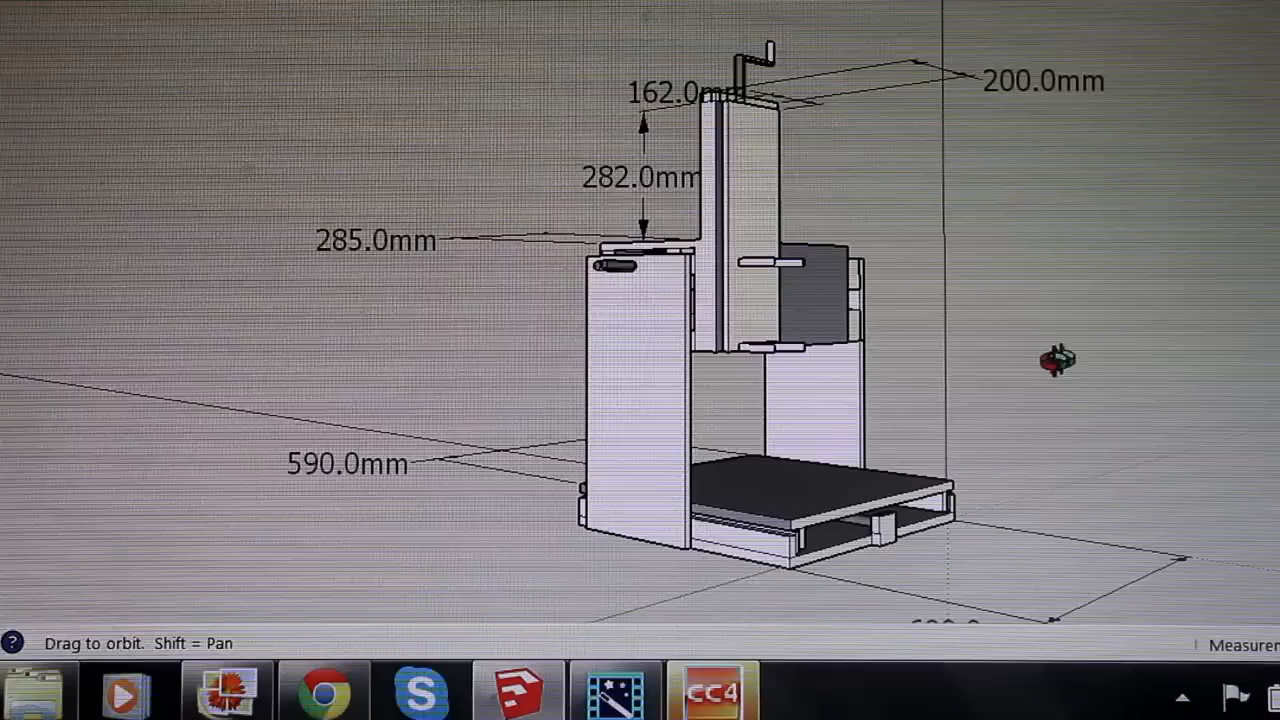 200.0mm
162.0mm
282.0mm
285.0mm
590.0mm
? Drag to orbit. Shift = Pan
Measurem
S
CC4